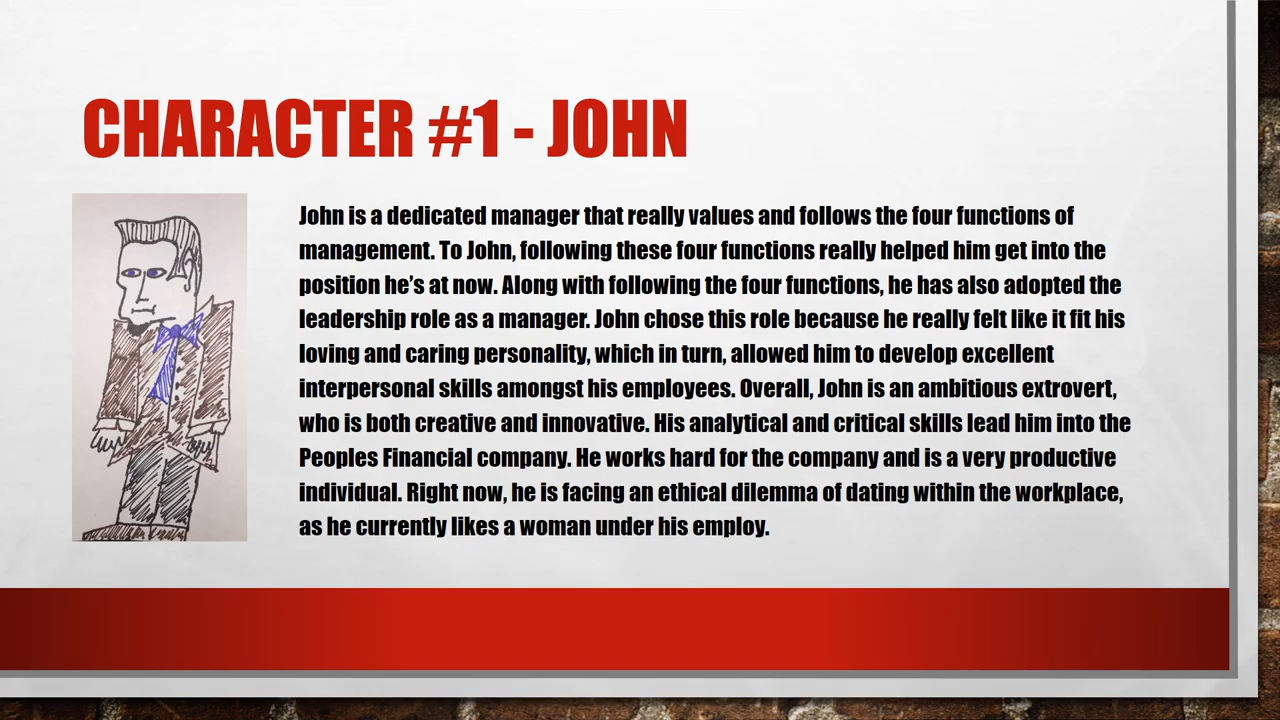 CHARACTER #1 - JOHN
John is a dedicated manager that really values and follows the four functions of
management. To John, following these four functions really helped him get into the
position he's at now. Along with following the four functions, he has also adopted the
leadership role as a manager. John chose this role because he really felt like it fit his
loving and caring personality, which in turn, allowed him to develop excellent
interpersonal skills amongst his employees. Overall, John is an ambitious extrovert,
who is both creative and innovative. His analytical and critical skills lead him into the
Peoples Financial company. He works hard for the company and is a very productive
individual. Right now, he is facing an ethical dilemma of dating within the workplace,
as he currently likes a woman under his employ.